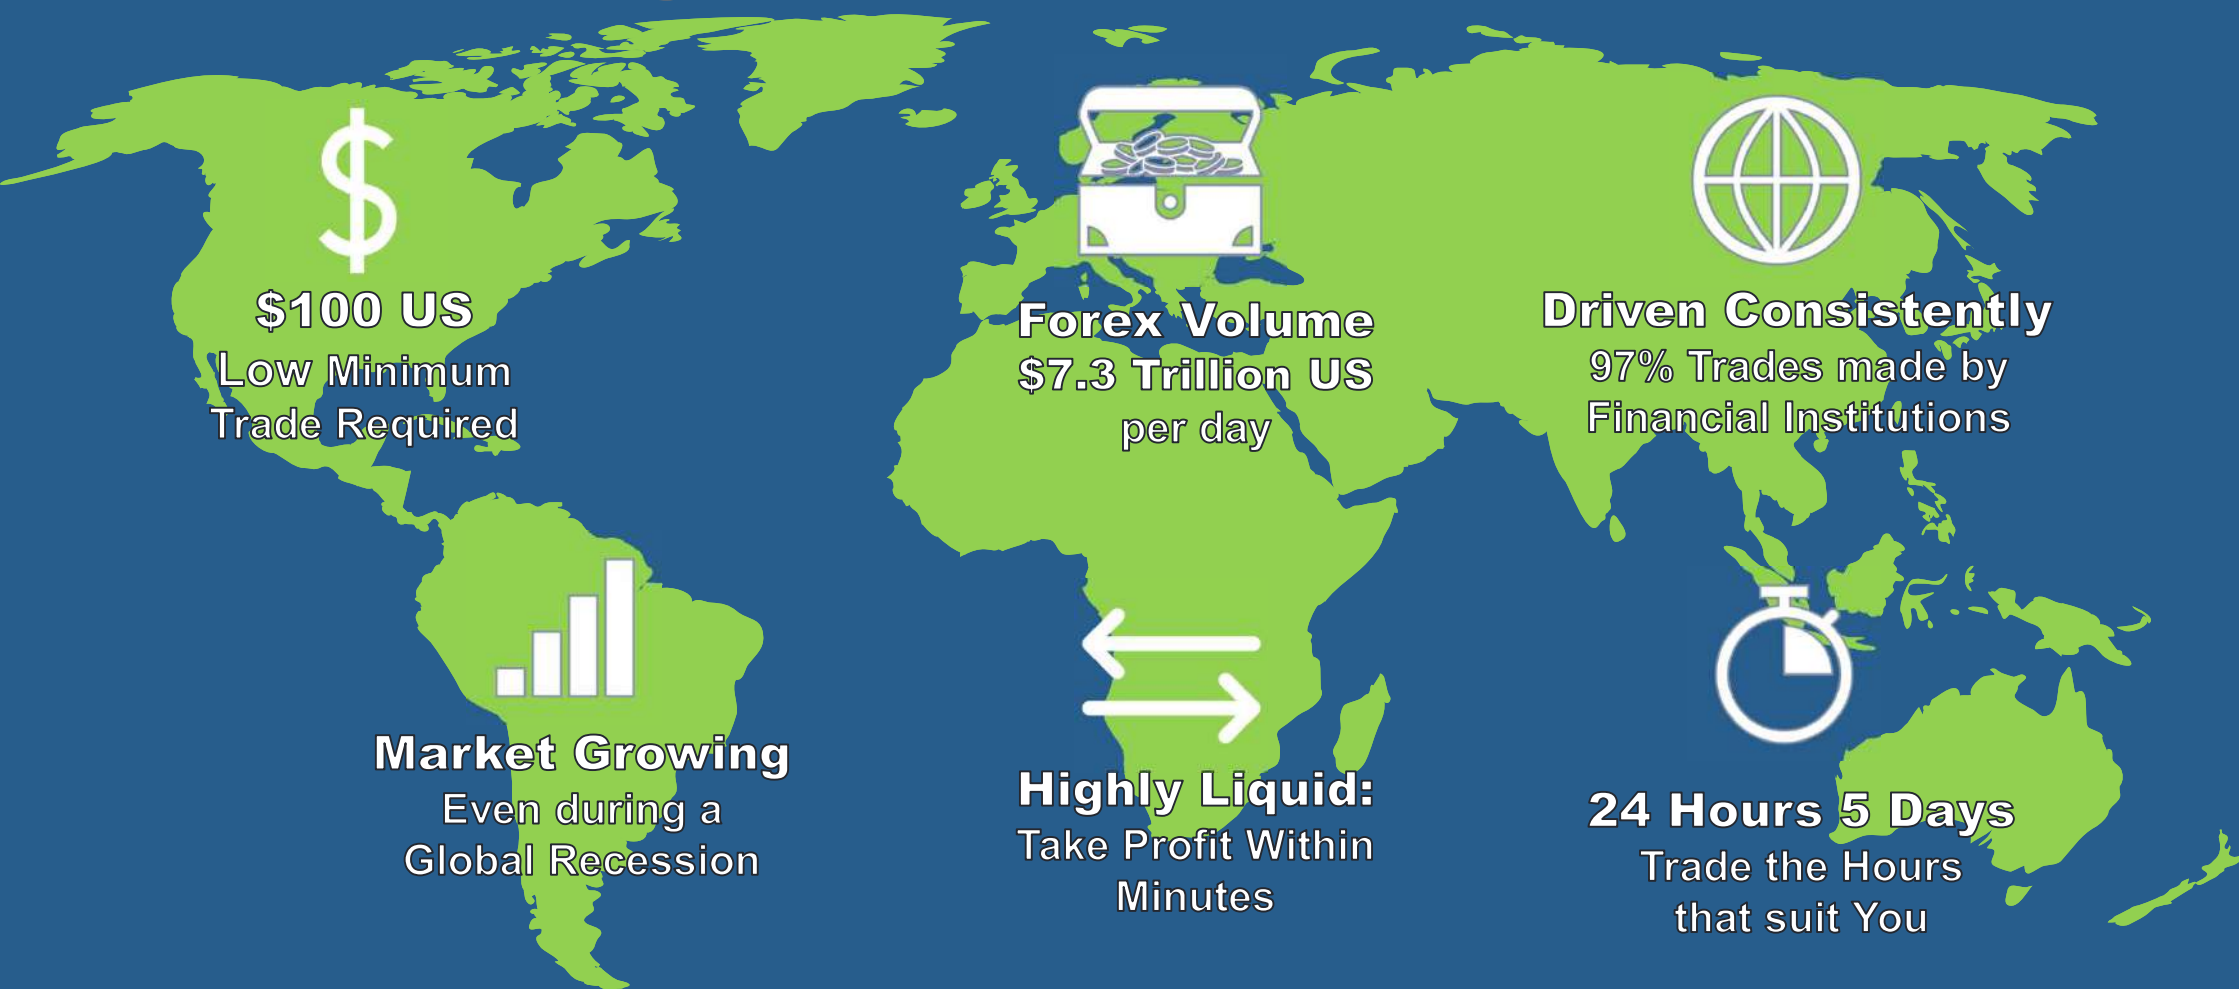 $100 US
Low Minimum
Trade Required
Forex Volume
$7.3 Trillion US
per day
Driven Consistently
97% Trades made by
Financial Institutions
Market Growing
Even during a
Global Recession
Highly Liquid:
Take Profit Within
Minutes
24 Hours 5 Days
Trade the Hours
that suit You